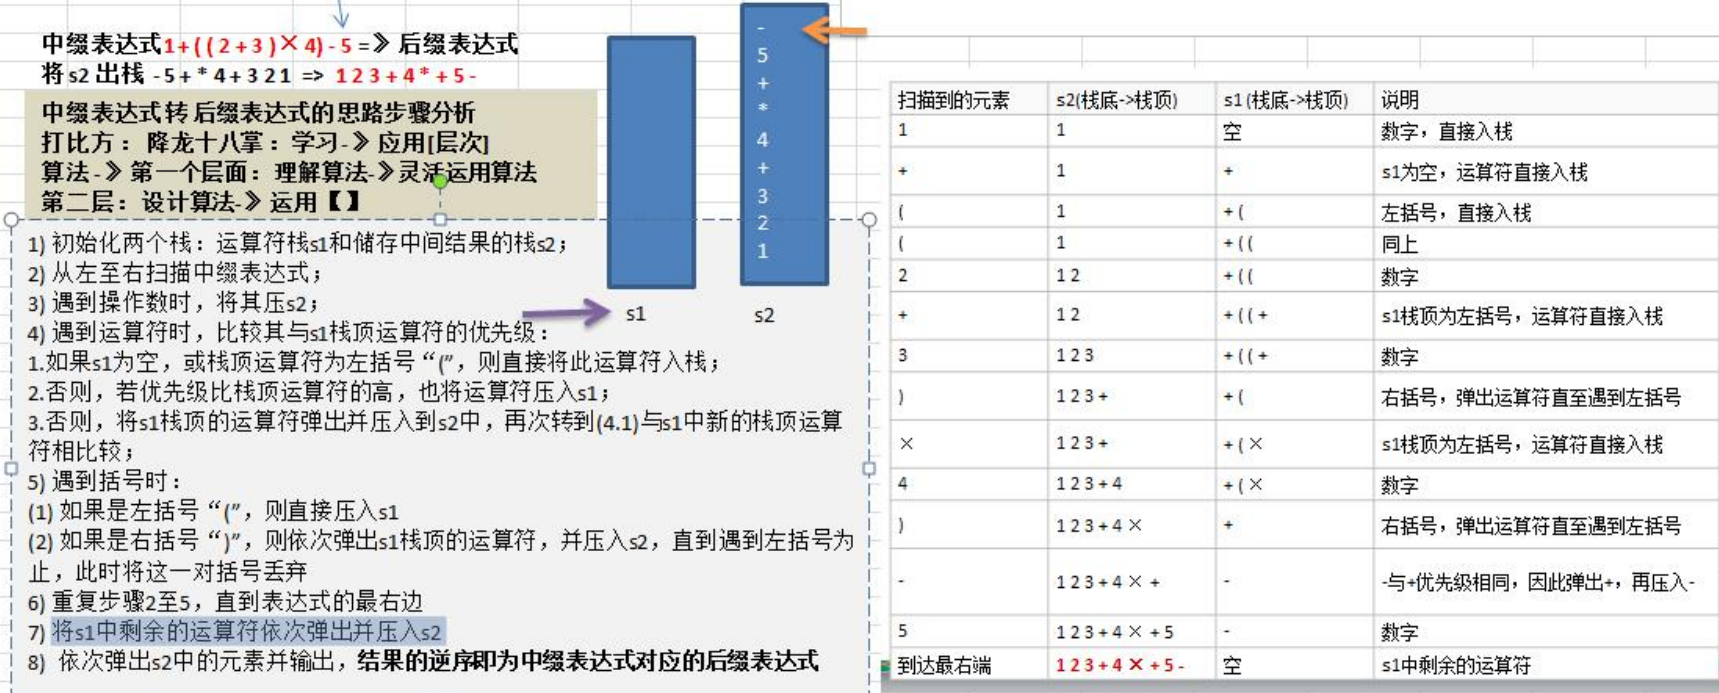 中缀表达式1+((2+3)×4)-5=》后缀表达式
将s2出栈 -5+*4+321 => 123+4*+5-
中缀表达式转后缀表达式的思路步骤分析
打比方：降龙十八掌：学习-》应用[层次]
算法-》第一个层面：理解算法-》灵活运用算法
第二层：设计算法-》运用【】
1) 初始化两个栈：运算符栈s1和储存中间结果的栈s2；
2) 从左至右扫描中缀表达式；
3) 遇到操作数时，将其压s2；
4) 遇到运算符时，比较其与s1栈顶运算符的优先级：
1.如果s1为空，或栈顶运算符为左括号“(”，则直接将此运算符入栈；
2.否则，若优先级比栈顶运算符的高，也将运算符压入s1；
3.否则，将s1栈顶的运算符弹出并压入到s2中，再次转到(4.1)与s1中新的栈顶运算
符相比较；
5) 遇到括号时：
(1) 如果是左括号“(”，则直接压入s1
(2) 如果是右括号“)”，则依次弹出s1栈顶的运算符，并压入s2，直到遇到左括号为
止，此时将这一对括号丢弃
6) 重复步骤2至5，直到表达式的最右边
7) 将s1中剩余的运算符依次弹出并压入s2
8) 依次弹出s2中的元素并输出，结果的逆序即为中缀表达式对应的后缀表达式
s1
-
5
+
*
4
+
3
2
1
s2
扫描到的元素 s2(栈底->栈顶) s1(栈底->栈顶) 说明
1 1 空 数字，直接入栈
+ 1 + s1为空，运算符直接入栈
( 1 +( 左括号，直接入栈
( 1 +(( 同上
2 1 2 +(( 数字
+ 1 2 +((+ s1栈顶为左括号，运算符直接入栈
3 1 2 3 +((+ 数字
) 1 2 3 + +( 右括号，弹出运算符直至遇到左括号
× 1 2 3 + +(× s1栈顶为左括号，运算符直接入栈
4 1 2 3 + 4 +(× 数字
) 1 2 3 + 4 × + 右括号，弹出运算符直至遇到左括号
- 1 2 3 + 4 × + - -与+优先级相同，因此弹出+，再压入-
5 1 2 3 + 4 × + 5 - 数字
到达最右端 1 2 3 + 4 × + 5 - 空 s1中剩余的运算符